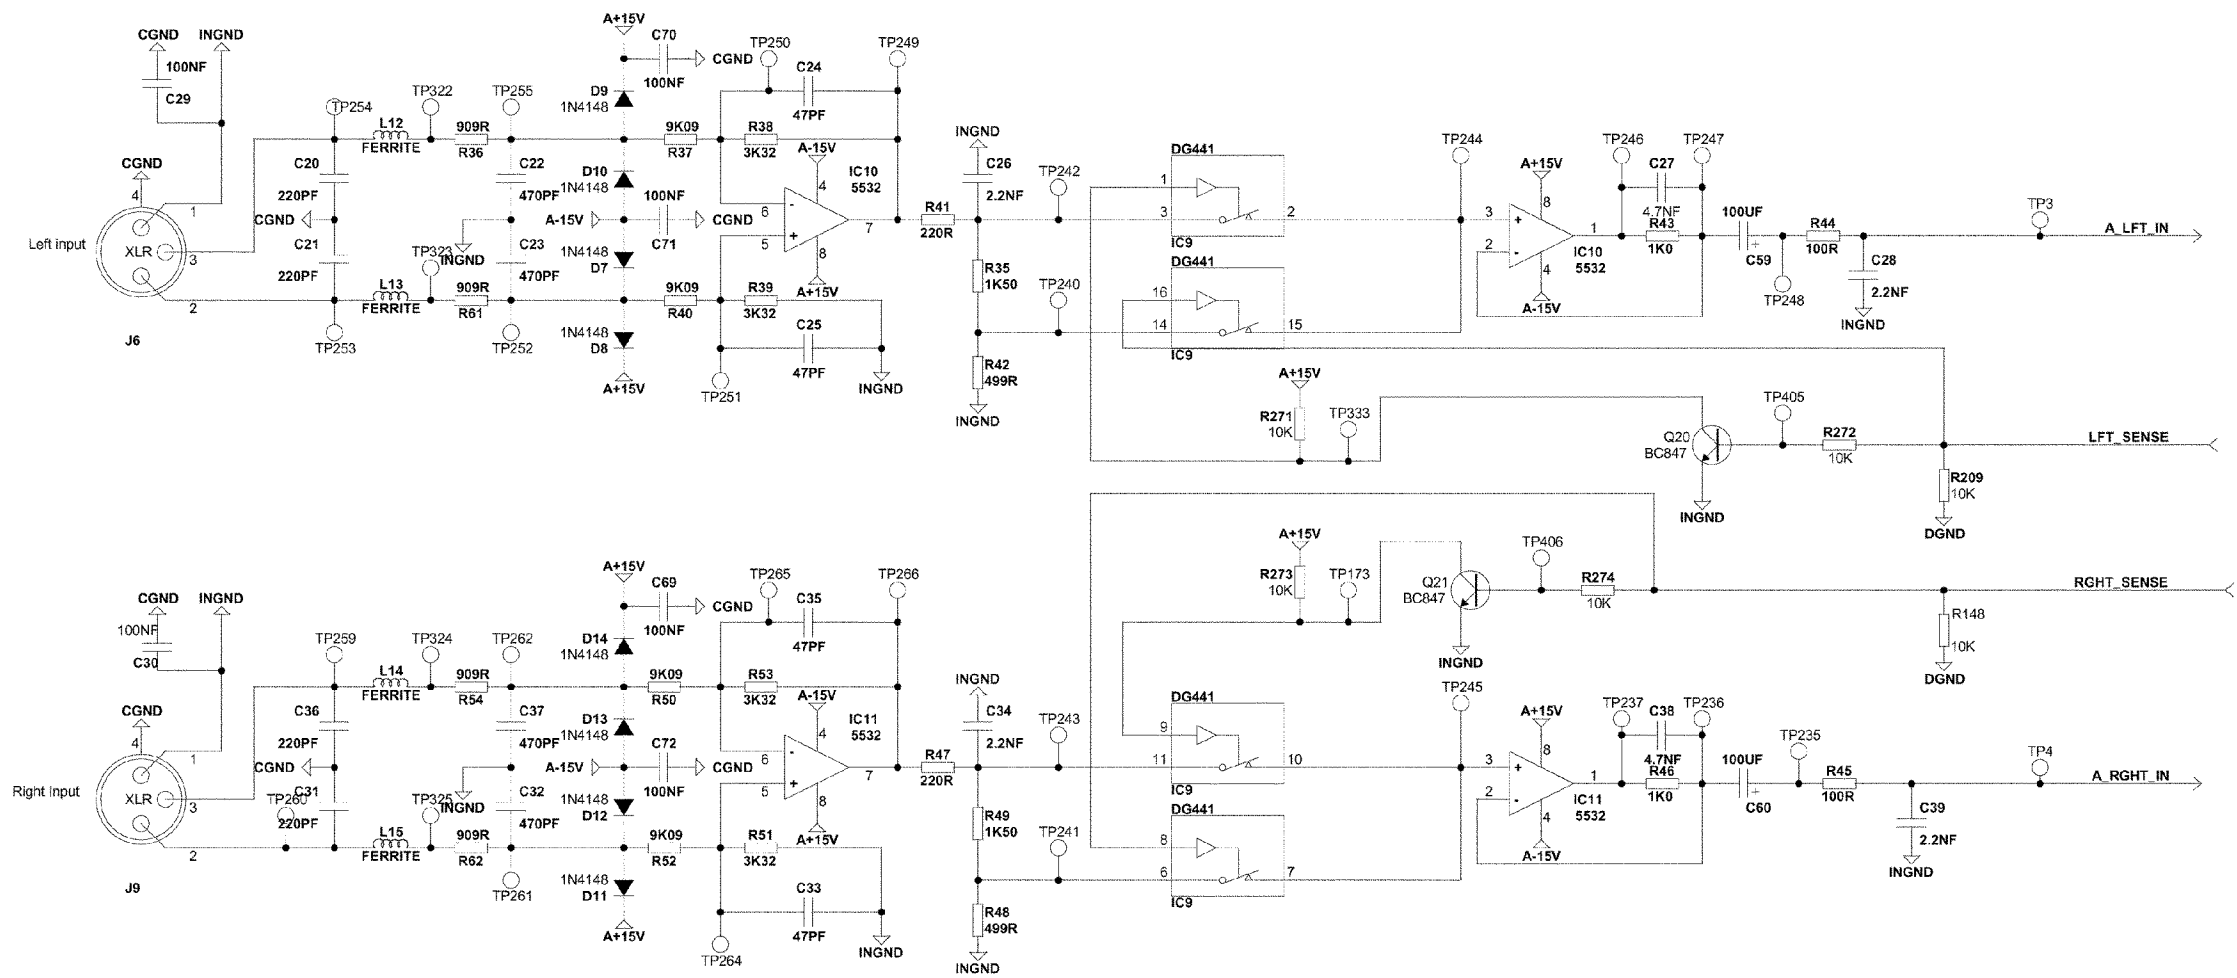 CGND INGND
100NF
C29
TP254
TP322
TP255
A+15V
C70
CGND
100NF
D9
1N4148
TP250
C24
47PF
TP249
L12
FERRITE
909R
R36
9K09
R37
R38
3K32
CGND
4
C20
220PF
C22
470PF
D10
1N4148
100NF
A-15V
4
IC10
5532
6
-
5
+
7
8
A+15V
1
CGND
A-15V
CGND
C71
Left input
XLR
3
2
J6
C21
220PF
TP323
INGND
C23
470PF
1N4148
D7
L13
FERRITE
909R
R61
9K09
R40
R39
3K32
TP253
TP252
1N4148
D8
A+15V
C25
47PF
TP251
INGND
R41
220R
INGND
C26
2.2NF
TP242
R35
1K50
TP240
R42
499R
INGND
DG441
1
3
2
IC9
DG441
16
14
15
IC9
TP244
A+15V
8
3
+
2
-
1
4
A-15V
IC10
5532
TP246
C27
4.7NF
R43
1K0
TP247
100UF
+
C59
TP248
R44
100R
C28
2.2NF
INGND
TP3
A_LFT_IN
A+15V
R271
10K
TP333
Q20
BC847
INGND
TP405
R272
10K
LFT_SENSE
R209
10K
DGND
A+15V
R273
10K
TP173
Q21
BC847
INGND
TP406
R274
10K
RGHT_SENSE
R148
10K
DGND
CGND INGND
100NF
C30
TP259
TP324
TP262
A+15V
C69
CGND
100NF
D14
1N4148
TP265
C35
47PF
TP266
L14
FERRITE
909R
R54
9K09
R50
R53
3K32
CGND
4
C36
220PF
C37
470PF
D13
1N4148
C72
A-15V
4
IC11
5532
6
-
5
+
7
8
A+15V
1
CGND
A-15V
CGND
100NF
Right Input
XLR
3
2
J9
TP260
C31
220PF
TP325
INGND
C32
470PF
1N4148
D12
L15
FERRITE
909R
R62
9K09
R52
R51
3K32
TP261
1N4148
D11
A+15V
C33
47PF
TP264
INGND
R47
220R
INGND
C34
2.2NF
TP243
R49
1K50
TP241
R48
499R
INGND
DG441
9
11
10
IC9
DG441
8
6
7
IC9
TP245
A+15V
8
3
+
2
-
1
4
A-15V
IC11
5532
TP237
C38
4.7NF
R46
1K0
TP236
100UF
+
C60
TP235
R45
100R
C39
2.2NF
INGND
TP4
A_RGHT_IN